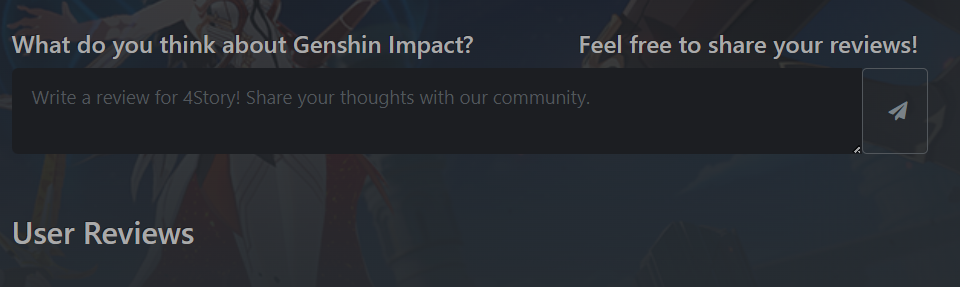 What do you think about Genshin Impact? Feel free to share your reviews!
Write a review for 4Story! Share your thoughts with our community.
User Reviews